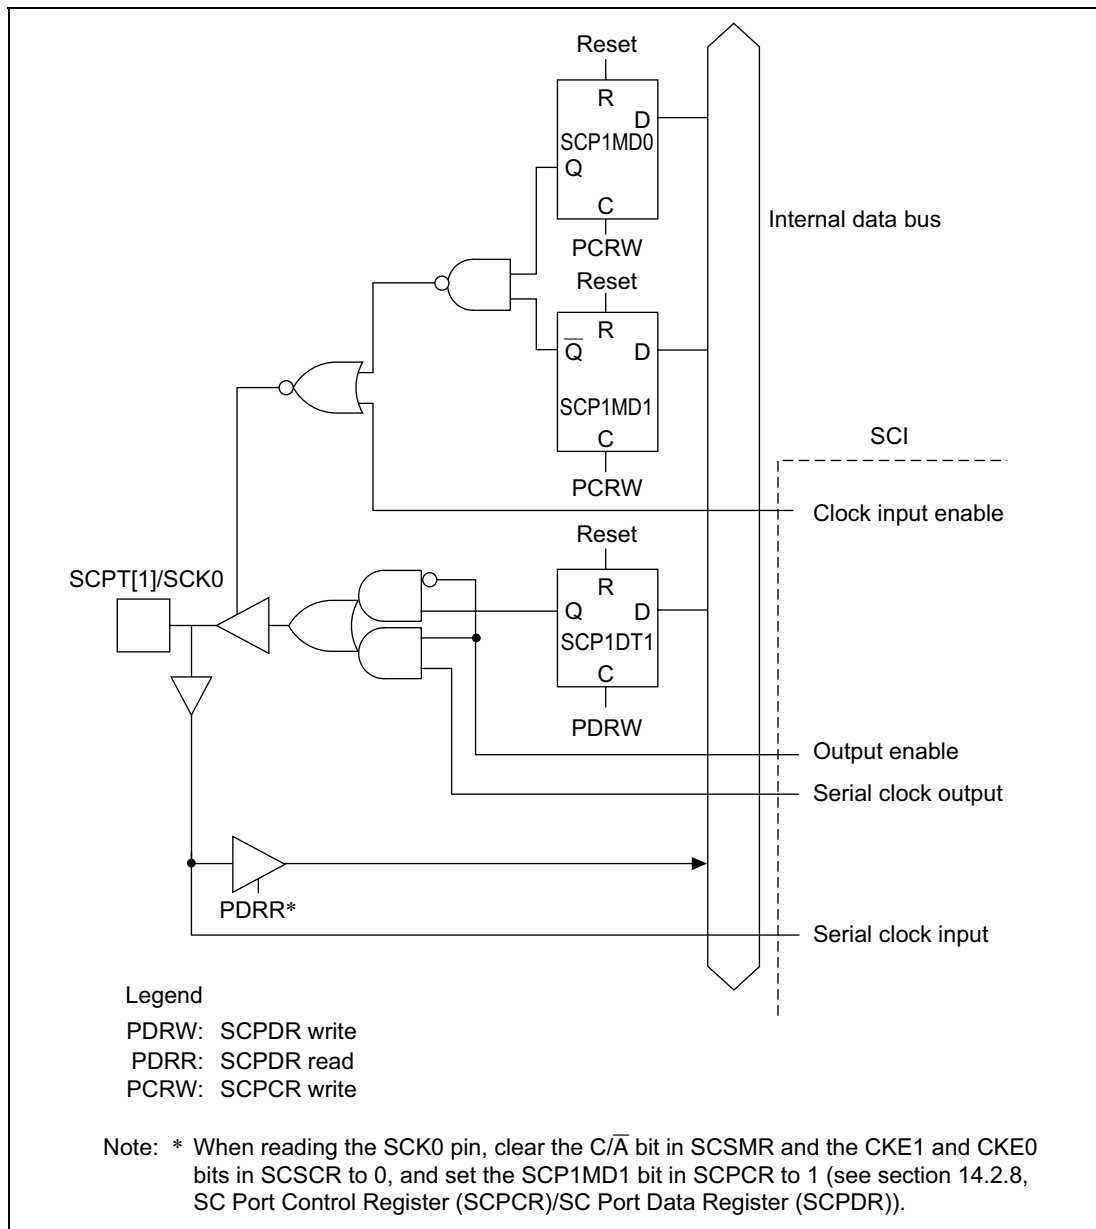 Reset
R
D
SCP1MD0
Q
C
PCRW
Internal data bus
Reset
R
Q̅ D
SCP1MD1
C
PCRW
SCI
Clock input enable
Reset
SCPT[1]/SCK0
R
Q D
SCP1DT1
C
PDRW
Output enable
Serial clock output
PDRR*
Serial clock input
Legend
PDRW: SCPDR write
PDRR: SCPDR read
PCRW: SCPCR write
Note: * When reading the SCK0 pin, clear the C/A̅ bit in SCSMR and the CKE1 and CKE0
bits in SCSCR to 0, and set the SCP1MD1 bit in SCPCR to 1 (see section 14.2.8,
SC Port Control Register (SCPCR)/SC Port Data Register (SCPDR)).